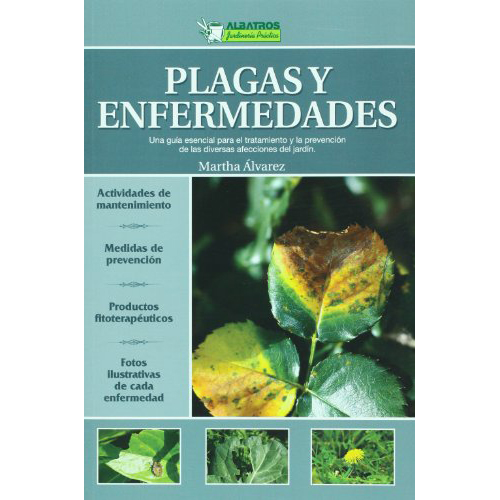 ALBATROS
Jardinería Práctica
PLAGAS Y
ENFERMEDADES
Una guía esencial para el tratamiento y la prevención
de las diversas afecciones del jardín.
Martha Álvarez
Actividades de
mantenimiento
Medidas de
prevención
Productos
fitoterapéuticos
Fotos
ilustrativas
de cada
enfermedad